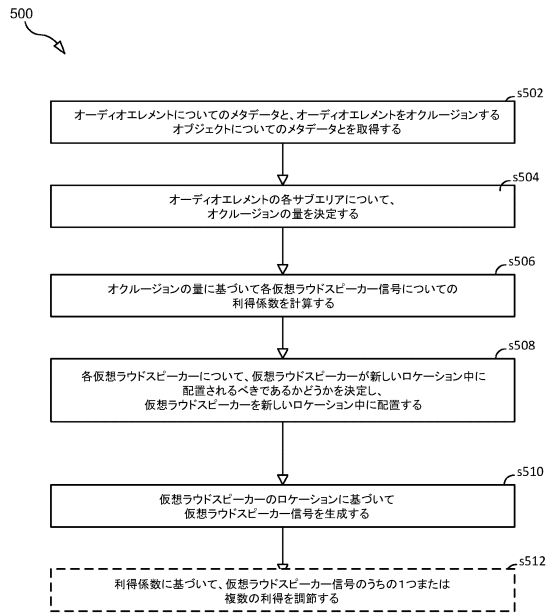 500
s502
オーディオエレメントについてのメタデータと、オーディオエレメントをオクルージョンする
オブジェクトについてのメタデータとを取得する
s504
オーディオエレメントの各サブエリアについて、
オクルージョンの量を決定する
s506
オクルージョンの量に基づいて各仮想ラウドスピーカー信号についての
利得係数を計算する
s508
各仮想ラウドスピーカーについて、仮想ラウドスピーカーが新しいロケーション中に
配置されるべきであるかどうかを決定し、
仮想ラウドスピーカーを新しいロケーション中に配置する
s510
仮想ラウドスピーカーのロケーションに基づいて
仮想ラウドスピーカー信号を生成する
s512
利得係数に基づいて、仮想ラウドスピーカー信号のうちの1つまたは
複数の利得を調節する